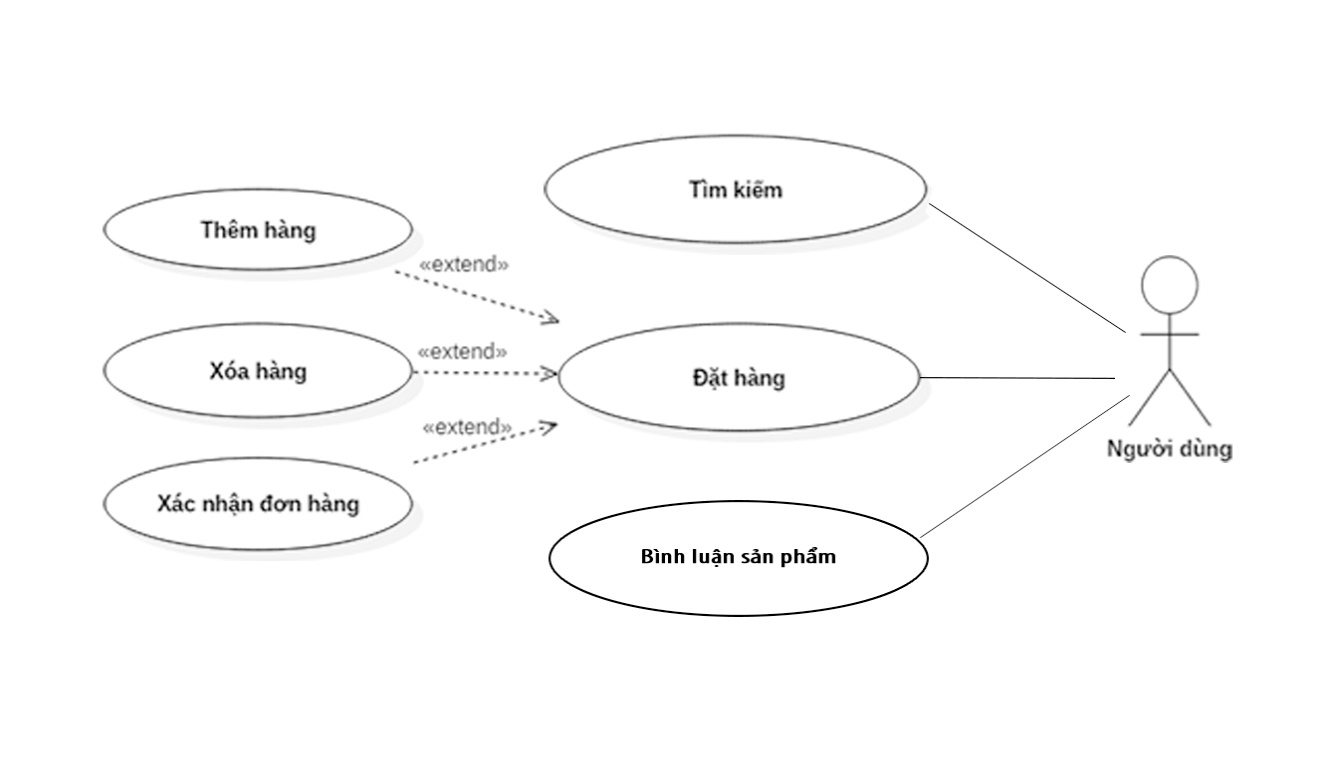 Tìm kiếm
Thêm hàng
«extend»
Xóa hàng
«extend»
Đặt hàng
«extend»
Người dùng
Xác nhận đơn hàng
Bình luận sản phẩm